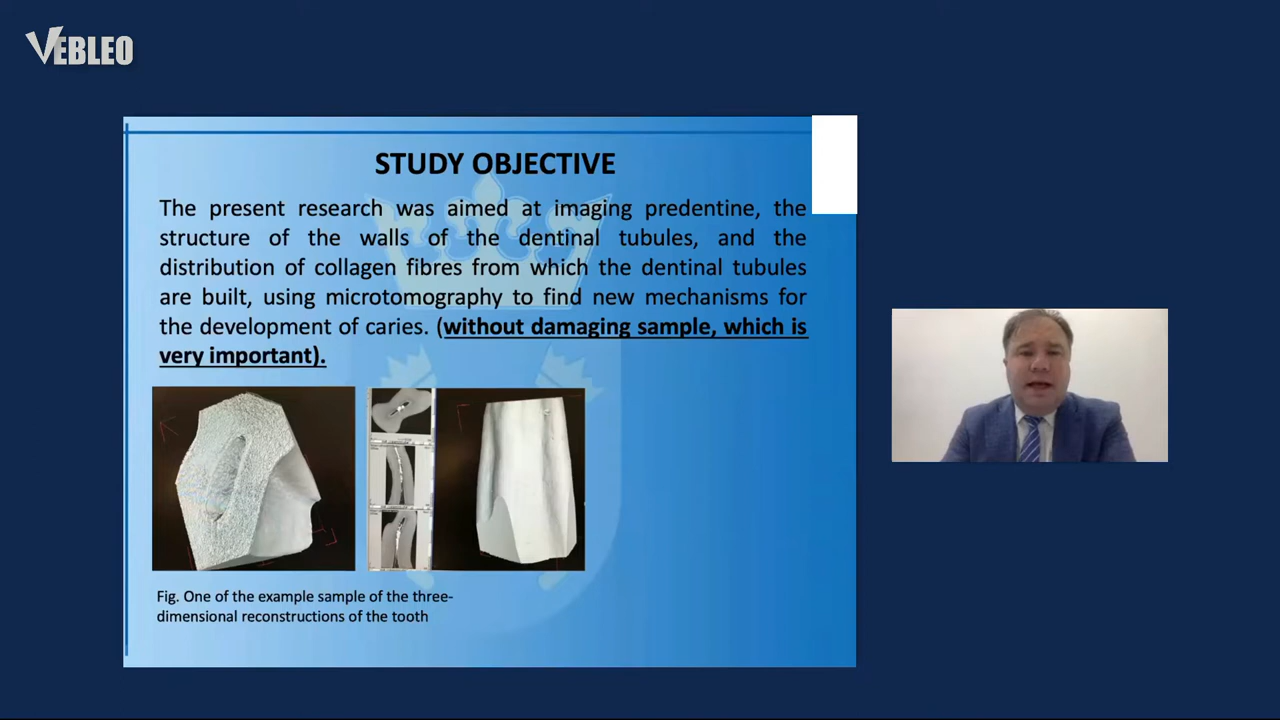 VEBLEO
STUDY OBJECTIVE
The present research was aimed at imaging predentine, the
structure of the walls of the dentinal tubules, and the
distribution of collagen fibres from which the dentinal tubules
are built, using microtomography to find new mechanisms for
the development of caries. (without damaging sample, which is
very important).
Fig. One of the example sample of the three-
dimensional reconstructions of the tooth